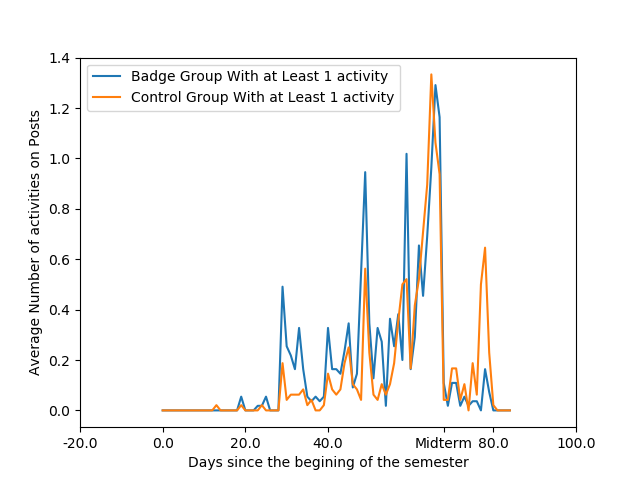 Badge Group With at Least 1 activity
Control Group With at Least 1 activity
Average Number of activities on Posts
1.4
1.2
1.0
0.8
0.6
0.4
0.2
0.0
-20.0 0.0 20.0 40.0 Midterm 80.0 100.0
Days since the begining of the semester